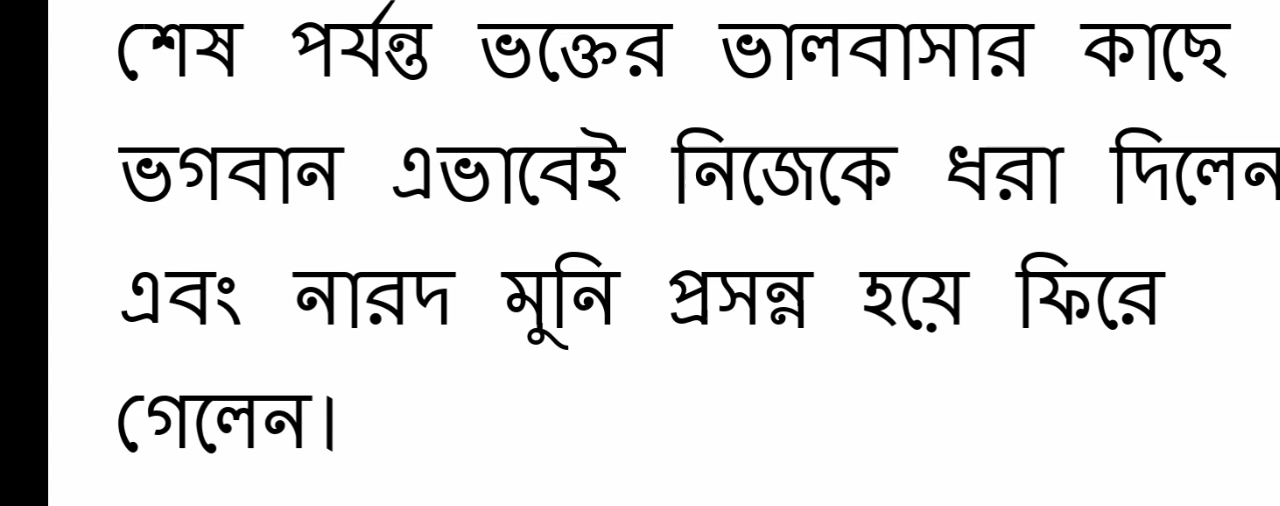 শেষ পর্যন্ত ভক্তের ভালবাসার কাছে
ভগবান এভাবেই নিজেকে ধরা দিলেন
এবং নারদ মুনি প্রসন্ন হয়ে ফিরে
গেলেন।